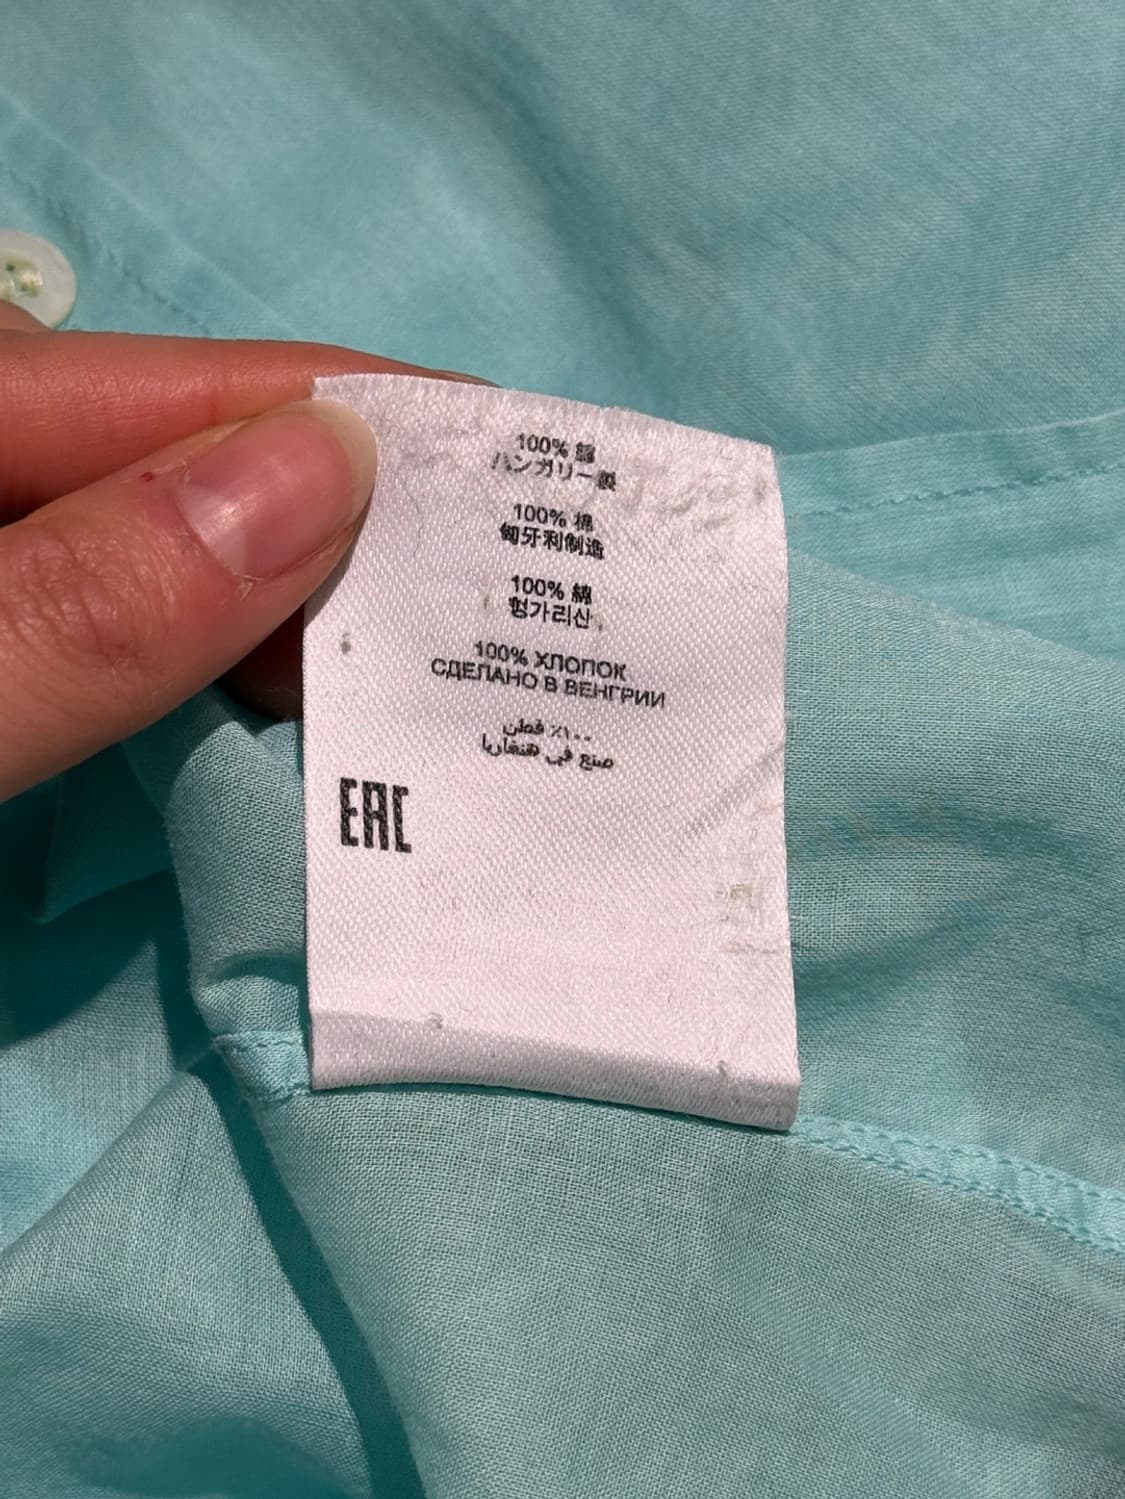 100% 綿
ハンガリー製
100% 棉
匈牙利制造
100% 綿
헝가리산
100% ХЛОПОК
СДЕЛАНО В ВЕНГРИИ
١٠٠٪ قطن
صنع في هنغاريا
EAC